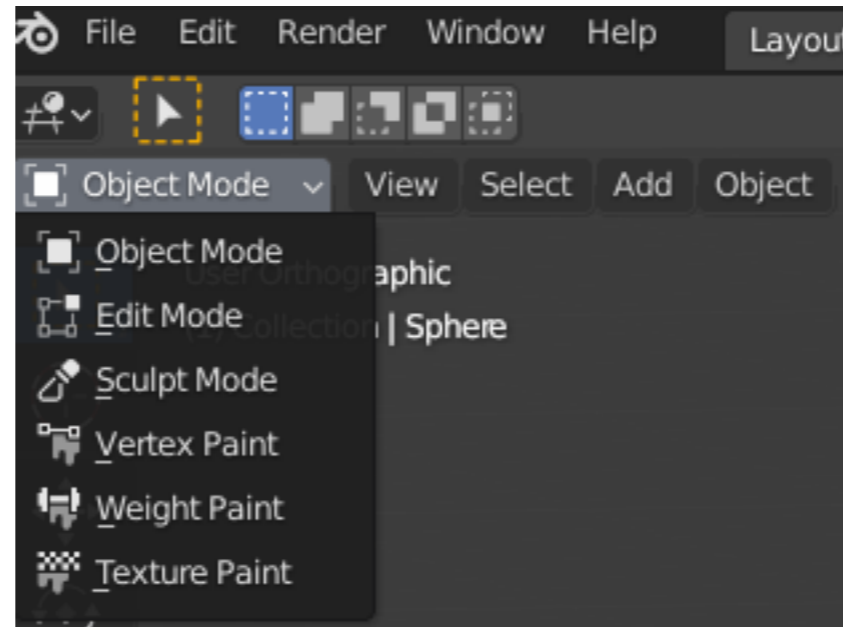 File Edit Render Window Help Layou
Object Mode View Select Add Object
Object Mode
User Orthographic
Edit Mode
(1) Collection | Sphere
Sculpt Mode
Vertex Paint
Weight Paint
Texture Paint